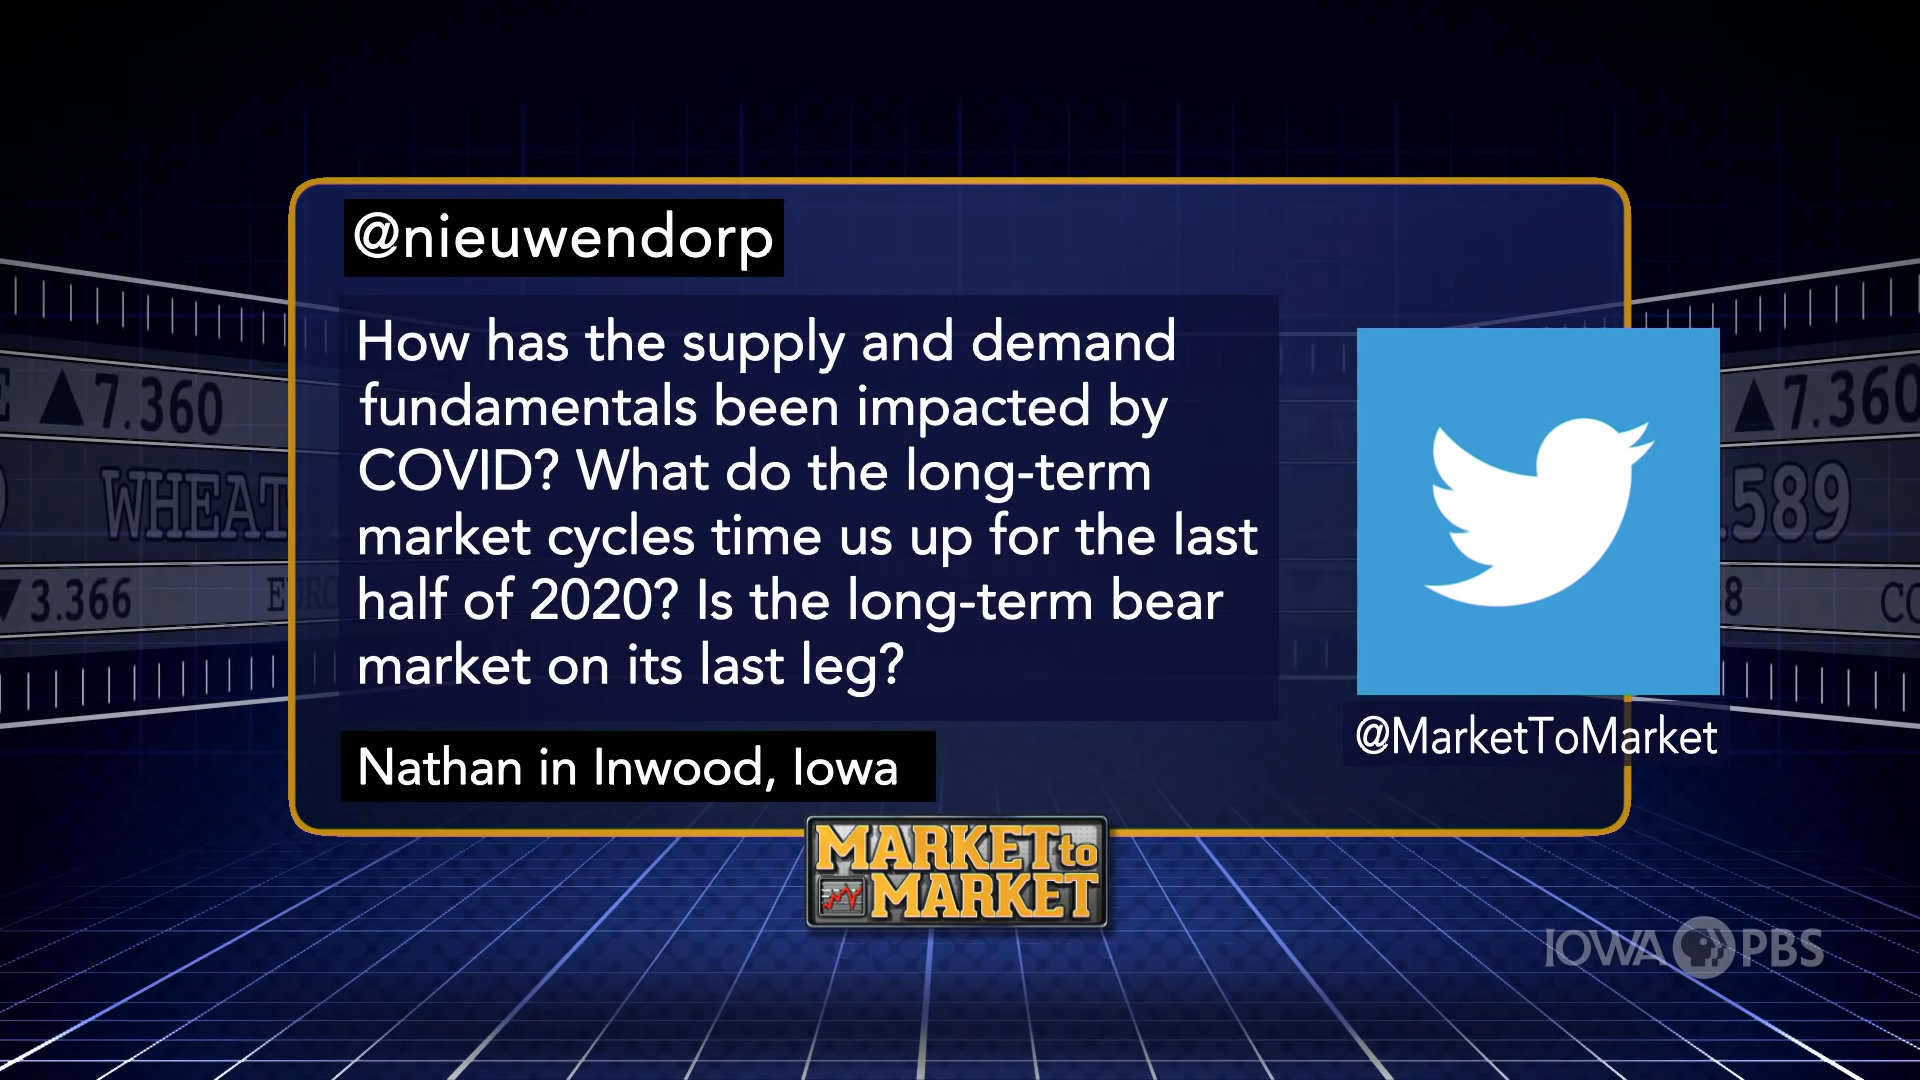 @nieuwendorp
How has the supply and demand
fundamentals been impacted by
COVID? What do the long-term
market cycles time us up for the last
half of 2020? Is the long-term bear
market on its last leg?
Nathan in Inwood, Iowa
@MarketToMarket
MARKET to
MARKET
IOWA PBS
▲7.360
WHEAT
▼3.366
▲7.360
589